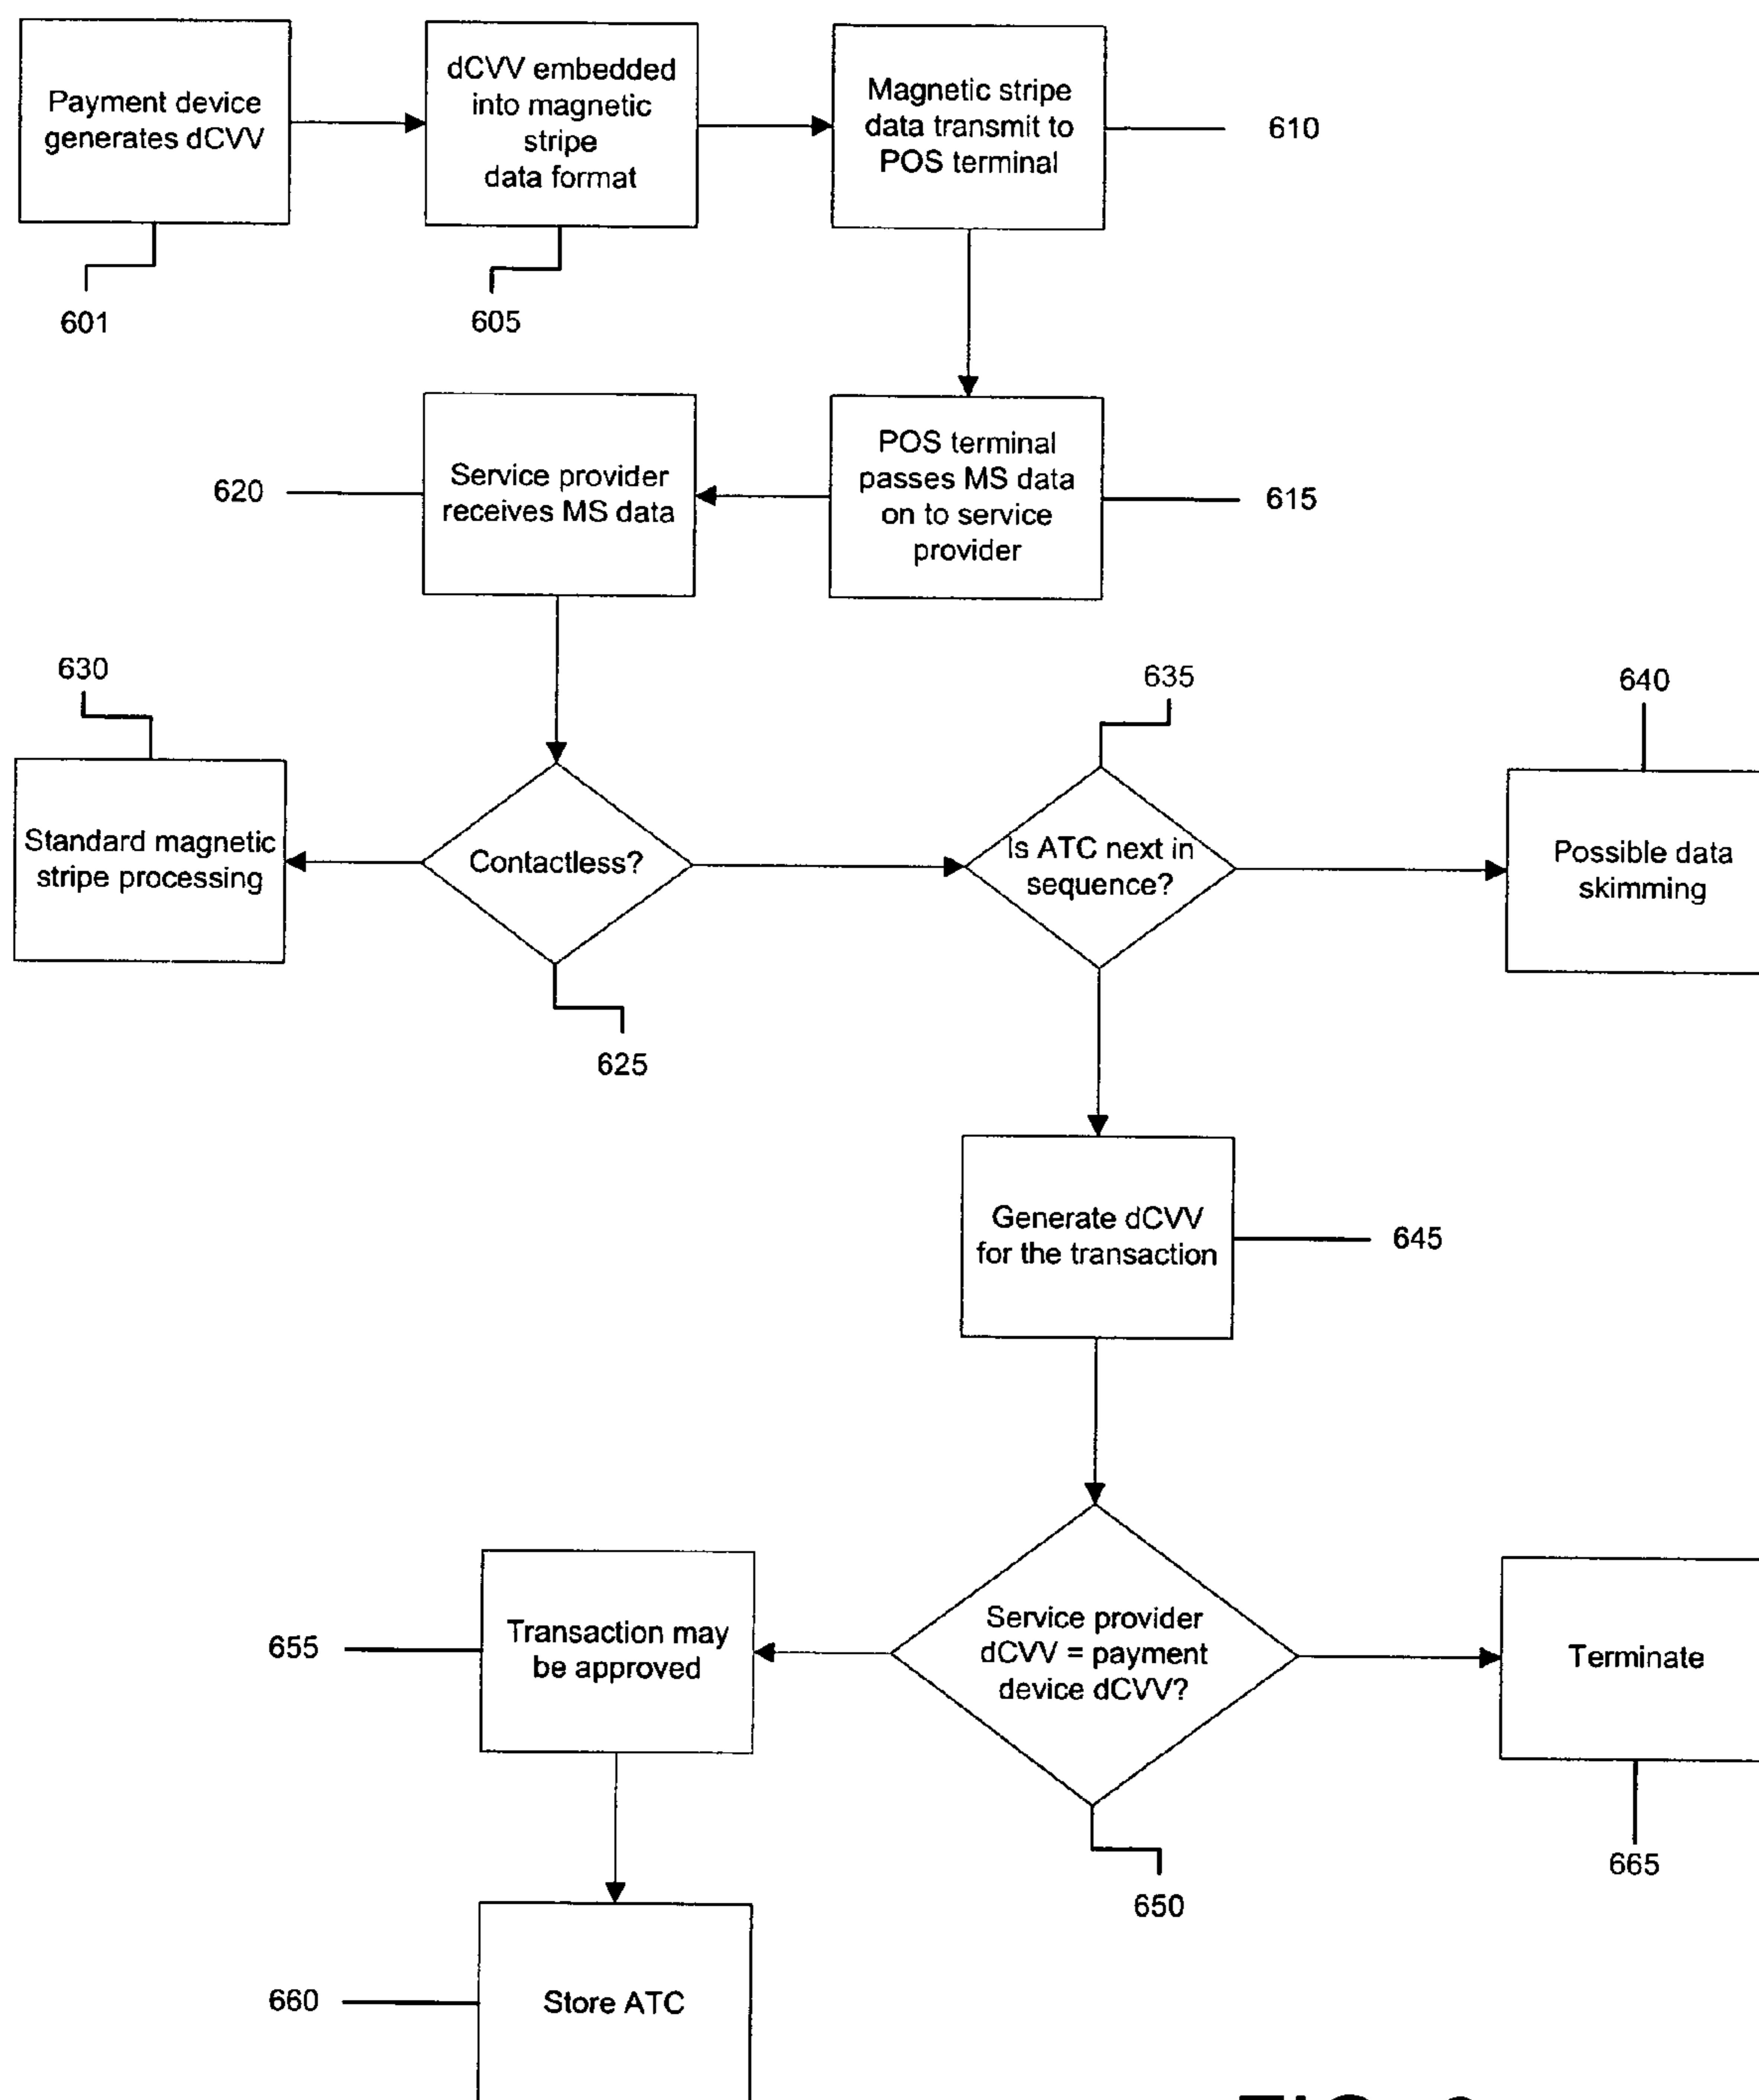 Payment device
generates dCVV
dCVV embedded
into magnetic
stripe
data format
Magnetic stripe
data transmit to
POS terminal
610
601
605
Service provider
receives MS data
620
POS terminal
passes MS data
on to service
provider
615
630
635
640
Standard magnetic
stripe processing
Contactless?
Is ATC next in
sequence?
Possible data
skimming
625
Generate dCVV
for the transaction
645
655
Transaction may
be approved
Service provider
dCVV = payment
device dCVV?
Terminate
665
650
660
Store ATC